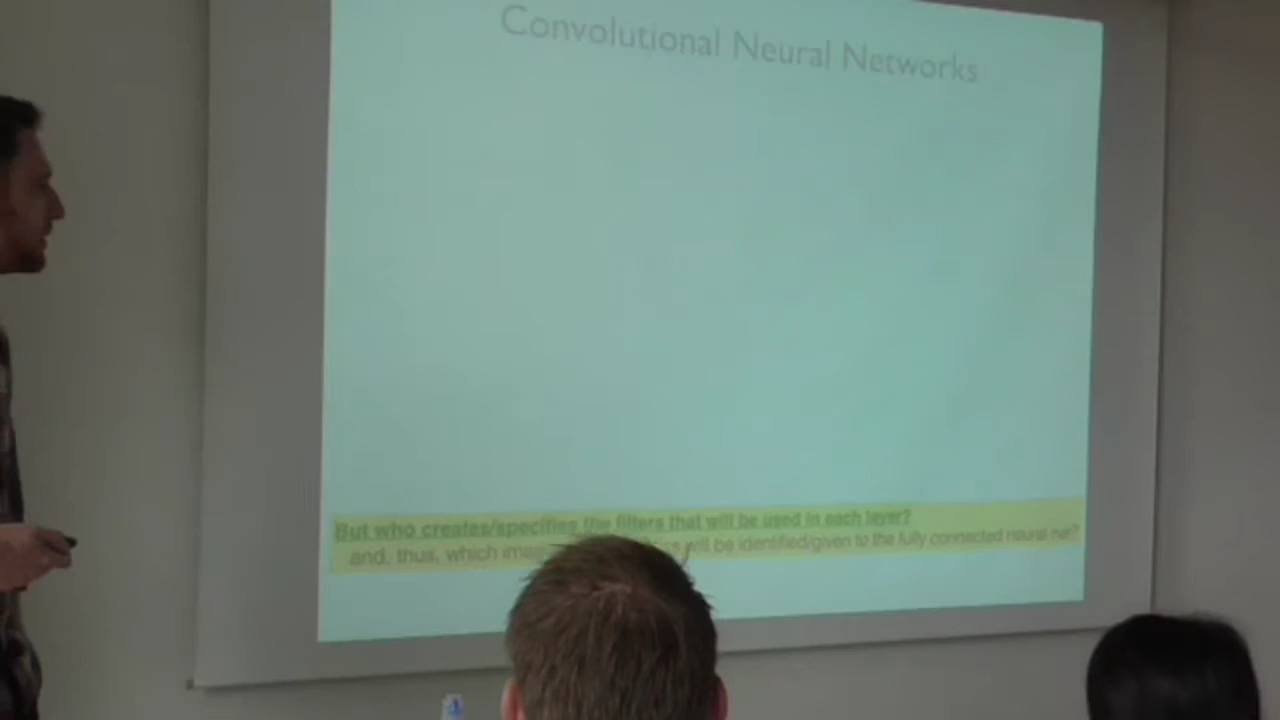 Convolutional Neural Networks
But who creates/specifies the filters that will be used in each layer?
and, thus, which will be identified/given to the fully connected neural net?